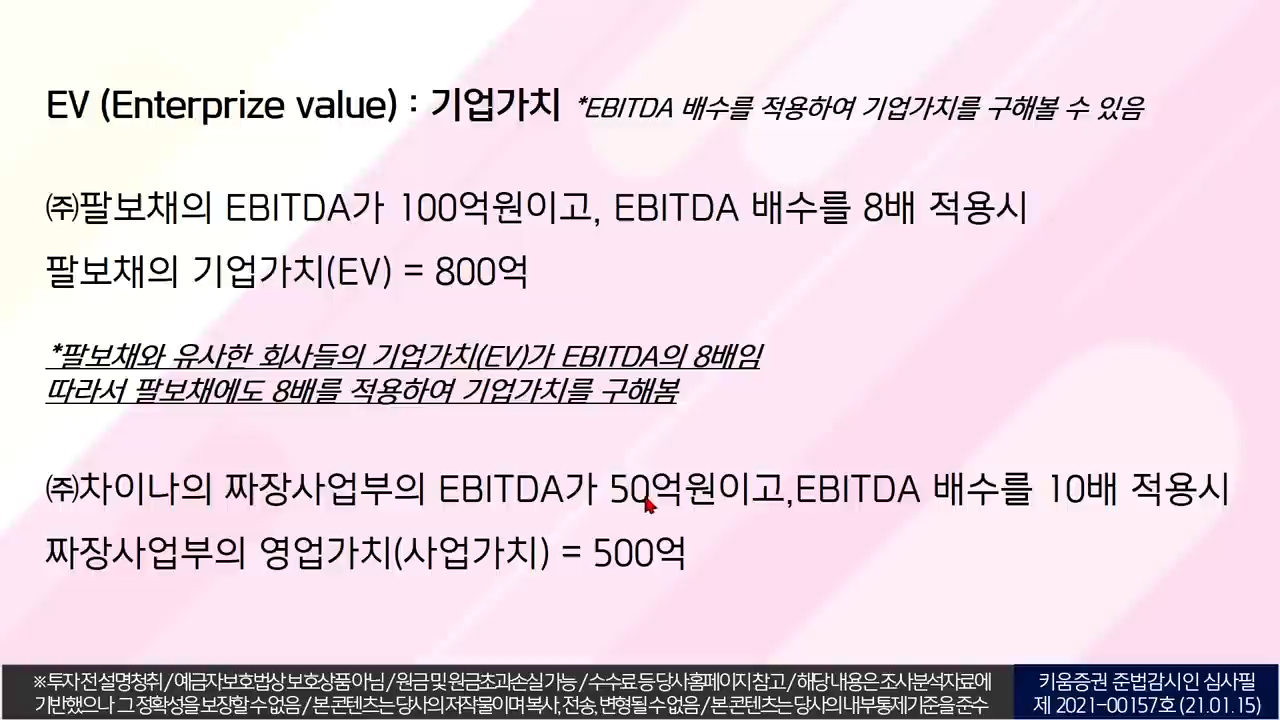 EV (Enterprize value) : 기업가치 *EBITDA 배수를 적용하여 기업가치를 구해볼 수 있음
㈜팔보채의 EBITDA가 100억원이고, EBITDA 배수를 8배 적용시
팔보채의 기업가치(EV) = 800억
*팔보채와 유사한 회사들의 기업가치(EV)가 EBITDA의 8배임
따라서 팔보채에도 8배를 적용하여 기업가치를 구해봄
㈜차이나의 짜장사업부의 EBITDA가 50억원이고,EBITDA 배수를 10배 적용시
짜장사업부의 영업가치(사업가치) = 500억
※ 투자 전 설명청취 / 예금자보호법상 보호상품 아님 / 원금 및 원금초과손실 가능 / 수수료 등 당사홈페이지 참고 / 해당 내용은 조사분석자료에
기반했으나 그 정확성을 보장할 수 없음 / 본 콘텐츠는 당사의 저작물이며 복사, 전송, 변형될 수 없음 / 본 콘텐츠는 당사의 내부통제기준을 준수
키움증권 준법감시인 심사필
제 2021-00157호 (21.01.15)